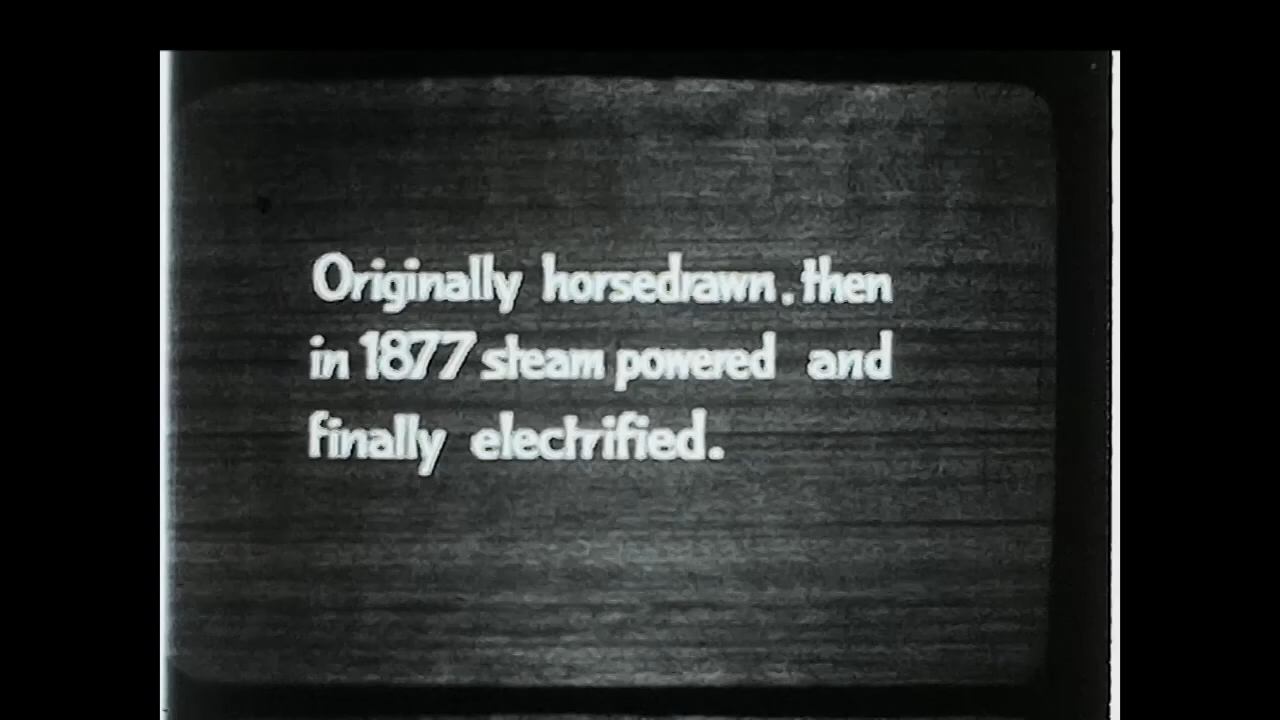 Originally horsedrawn, then
in 1877 steam powered and
finally electrified.